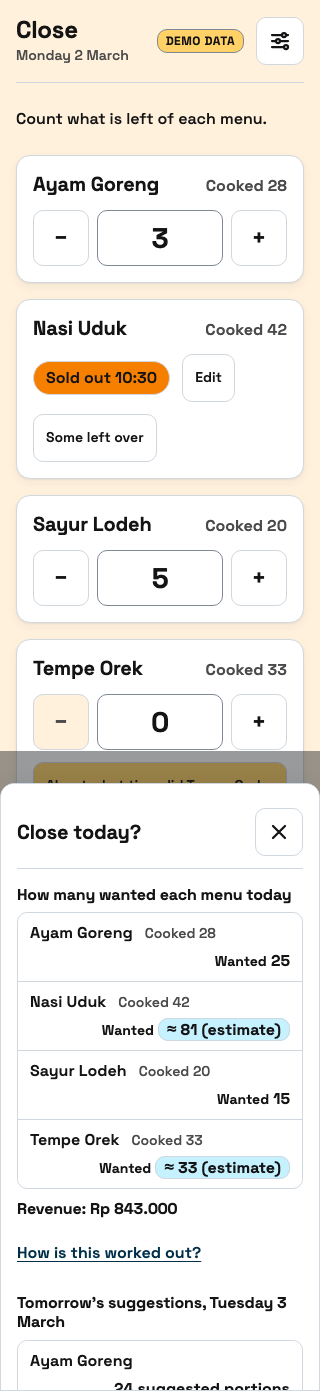 Close
Monday 2 March
DEMO DATA
Count what is left of each menu.
Ayam Goreng
Cooked 28
−
3
+
Nasi Uduk
Cooked 42
Sold out 10:30
Edit
Some left over
Sayur Lodeh
Cooked 20
−
5
+
Tempe Orek
Cooked 33
−
0
+
Close today?
How many wanted each menu today
Ayam Goreng Cooked 28
Wanted 25
Nasi Uduk Cooked 42
Wanted ≈ 81 (estimate)
Sayur Lodeh Cooked 20
Wanted 15
Tempe Orek Cooked 33
Wanted ≈ 33 (estimate)
Revenue: Rp 843.000
How is this worked out?
Tomorrow's suggestions, Tuesday 3
March
Ayam Goreng
24 suggested portions